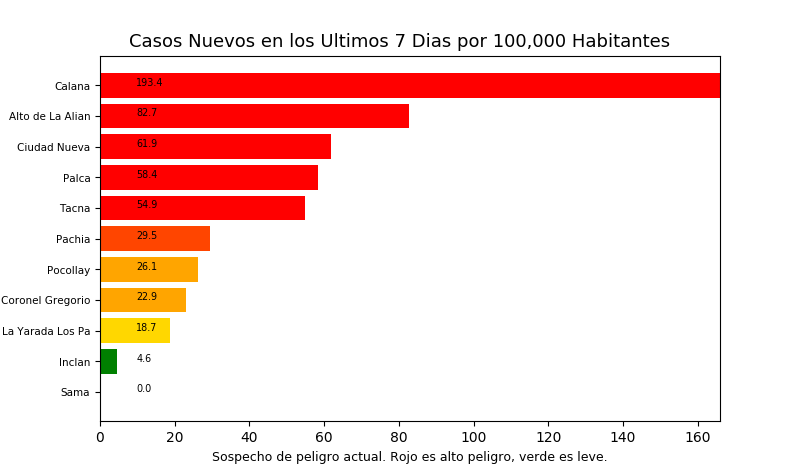 Casos Nuevos en los Ultimos 7 Dias por 100,000 Habitantes
Calana 193.4
Alto de La Alian 82.7
Ciudad Nueva 61.9
Palca 58.4
Tacna 54.9
Pachia 29.5
Pocollay 26.1
Coronel Gregorio 22.9
La Yarada Los Pa 18.7
Inclan 4.6
Sama 0.0
0 20 40 60 80 100 120 140 160
Sospecho de peligro actual. Rojo es alto peligro, verde es leve.